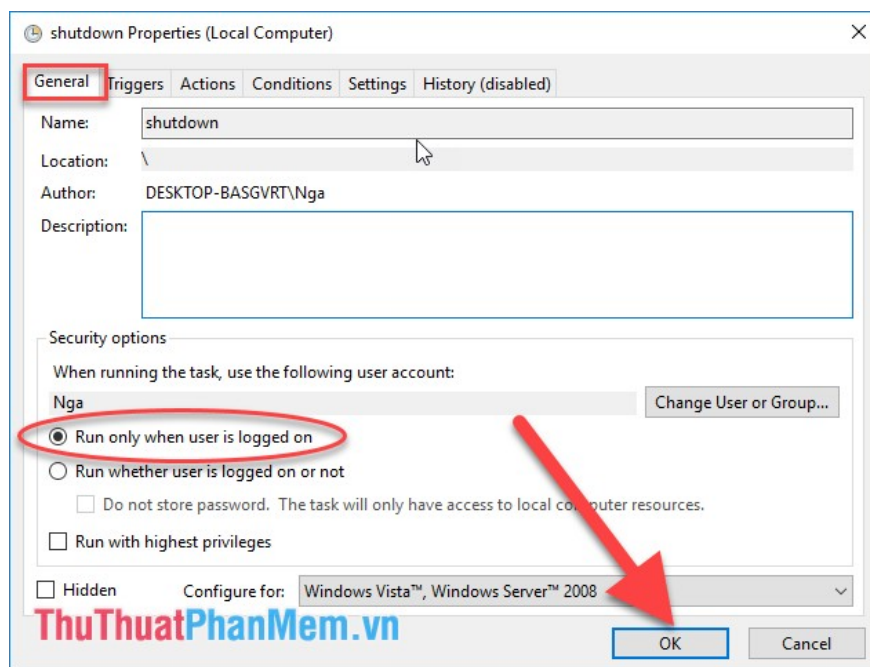 shutdown Properties (Local Computer)
General Triggers Actions Conditions Settings History (disabled)
Name: shutdown
Location: \
Author: DESKTOP-BASGVRT\Nga
Description:
Security options
When running the task, use the following user account:
Nga Change User or Group...
Run only when user is logged on
Run whether user is logged on or not
Do not store password. The task will only have access to local computer resources.
Run with highest privileges
Hidden Configure for: Windows Vista™, Windows Server™ 2008
ThuThuatPhanMem.vn
OK Cancel